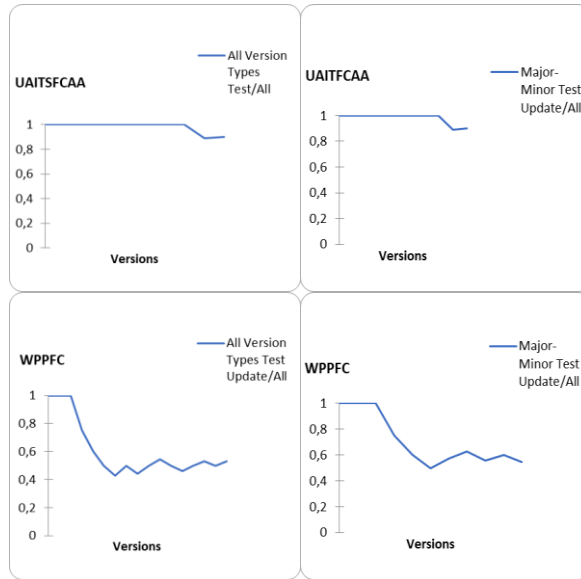 All Version
Types
Test/All
UAITSFCAA
1
0,8
0,6
0,4
0,2
0
Versions
Major-
Minor Test
Update/All
UAITFCAA
1
0,8
0,6
0,4
0,2
0
Versions
All Version
Types Test
Update/All
WPPFC
1
0,8
0,6
0,4
0,2
0
Versions
Major-
Minor Test
Update/All
WPPFC
1
0,8
0,6
0,4
0,2
0
Versions